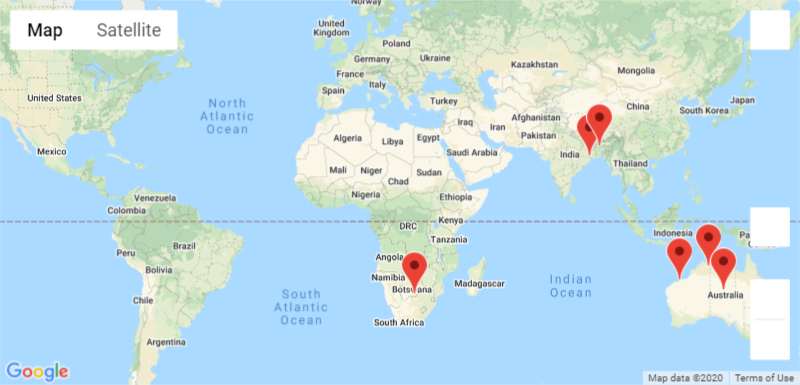 Map Satellite
Norway
United
Kingdom
Poland
Germany
Ukraine
France
Kazakhstan
Mongolia
Italy
Spain
Turkey
China
Japan
South Korea
United States
North
Atlantic
Ocean
Iraq
Iran
Afghanistan
Pakistan
Algeria
Libya
Egypt
Saudi Arabia
India
Thailand
Mexico
Mali
Niger
Chad
Sudan
Nigeria
Ethiopia
Venezuela
Colombia
DRC
Kenya
Tanzania
Indonesia
Brazil
Peru
Bolivia
Angola
Namibia
Botswana
Madagascar
Indian
Ocean
Australia
Chile
South
Atlantic
Ocean
South Africa
Argentina
Google
Map data ©2020 Terms of Use